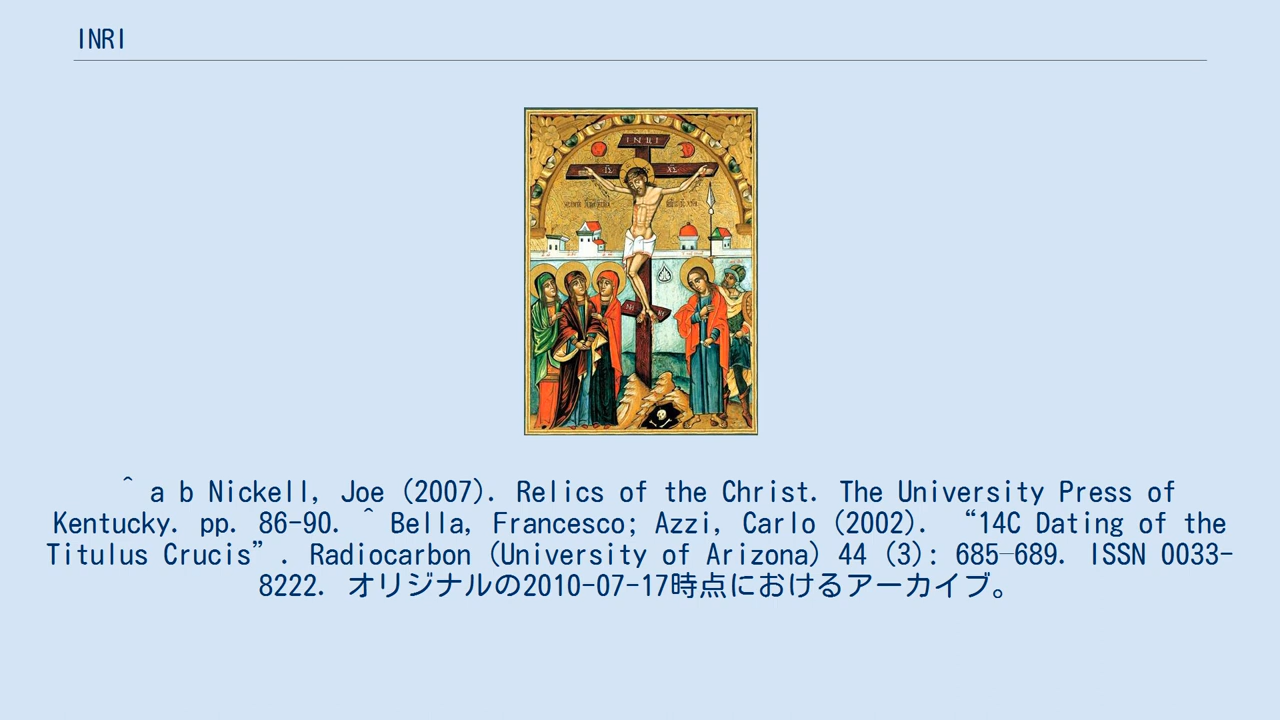 INRI
І Н Ц І
ІС ХС
^ a b Nickell, Joe (2007). Relics of the Christ. The University Press of
Kentucky. pp. 86-90. ^ Bella, Francesco; Azzi, Carlo (2002). “14C Dating of the
Titulus Crucis”. Radiocarbon (University of Arizona) 44 (3): 685–689. ISSN 0033-
8222. オリジナルの2010-07-17時点におけるアーカイブ。